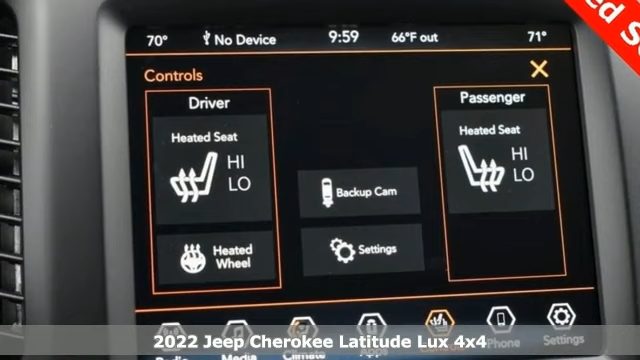 70° No Device 9:59 66°F out 71°
Controls
Driver
Heated Seat
HI
LO
Heated
Wheel
Backup Cam
Settings
Passenger
Heated Seat
HI
LO
Media Climate Apps Phone Settings
2022 Jeep Cherokee Latitude Lux 4x4